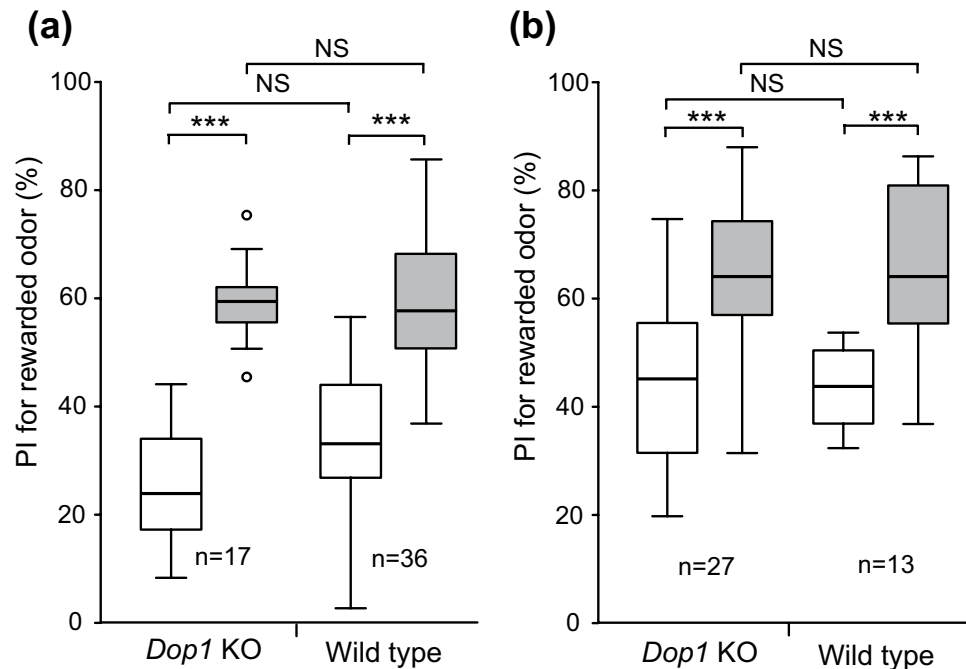 (a)
NS
NS
***
***
100
80
60
40
20
0
PI for rewarded odor (%)
n=17
n=36
Dop1 KO
Wild type
(b)
NS
NS
***
***
100
80
60
40
20
0
PI for rewarded odor (%)
n=27
n=13
Dop1 KO
Wild type